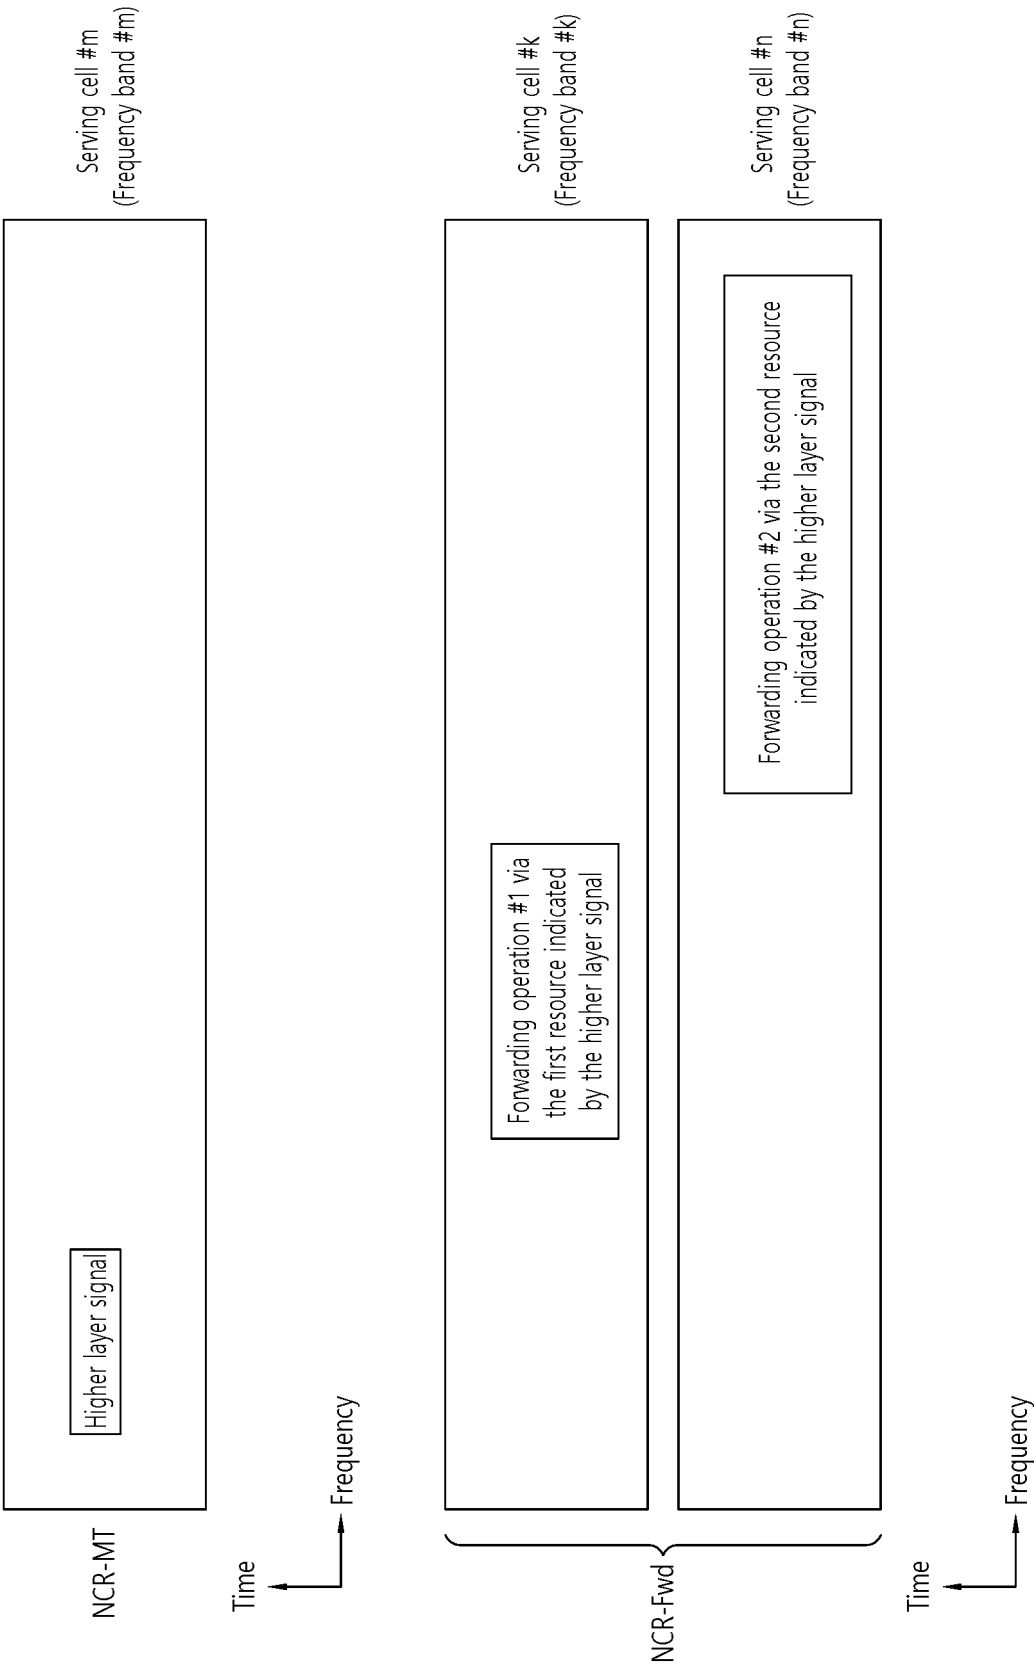 NCR-MT
Higher layer signal
Serving cell #m
(Frequency band #m)
Time
Frequency
NCR-Fwd
Forwarding operation #1 via
the first resource indicated
by the higher layer signal
Serving cell #k
(Frequency band #k)
Forwarding operation #2 via the second resource
indicated by the higher layer signal
Serving cell #n
(Frequency band #n)
Time
Frequency